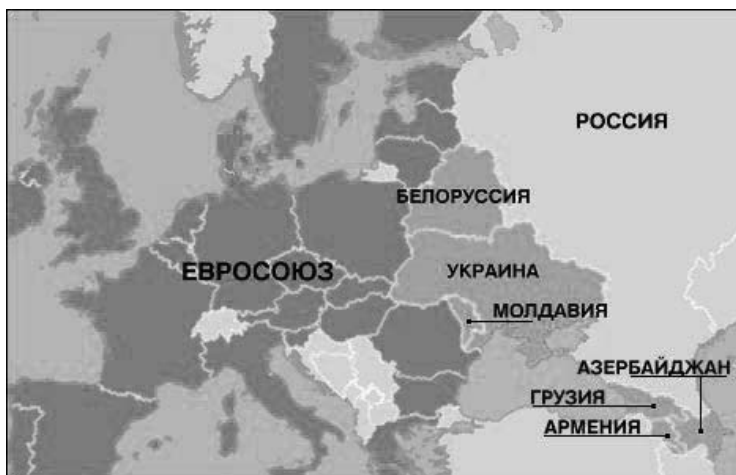 РОССИЯ
БЕЛОРУССИЯ
ЕВРОСОЮЗ
УКРАИНА
МОЛДАВИЯ
АЗЕРБАЙДЖАН
ГРУЗИЯ
АРМЕНИЯ